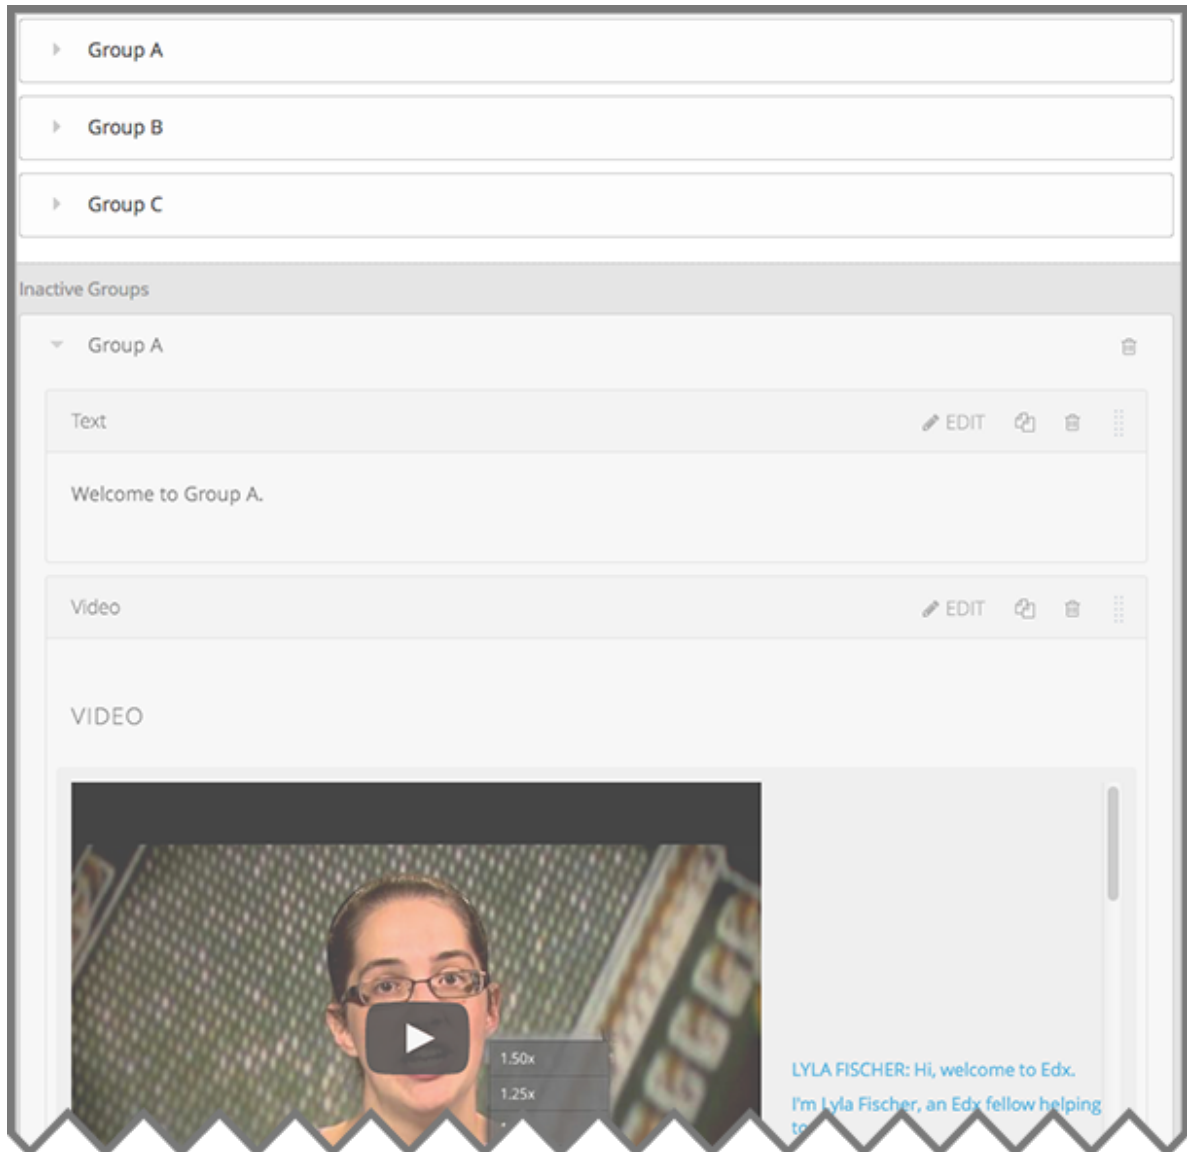 Group A
Group B
Group C
Inactive Groups
Group A
Text EDIT
Welcome to Group A.
Video EDIT
VIDEO
1.50x
1.25x
LYLA FISCHER: Hi, welcome to Edx.
I'm Lyla Fischer, an Edx fellow helping
to